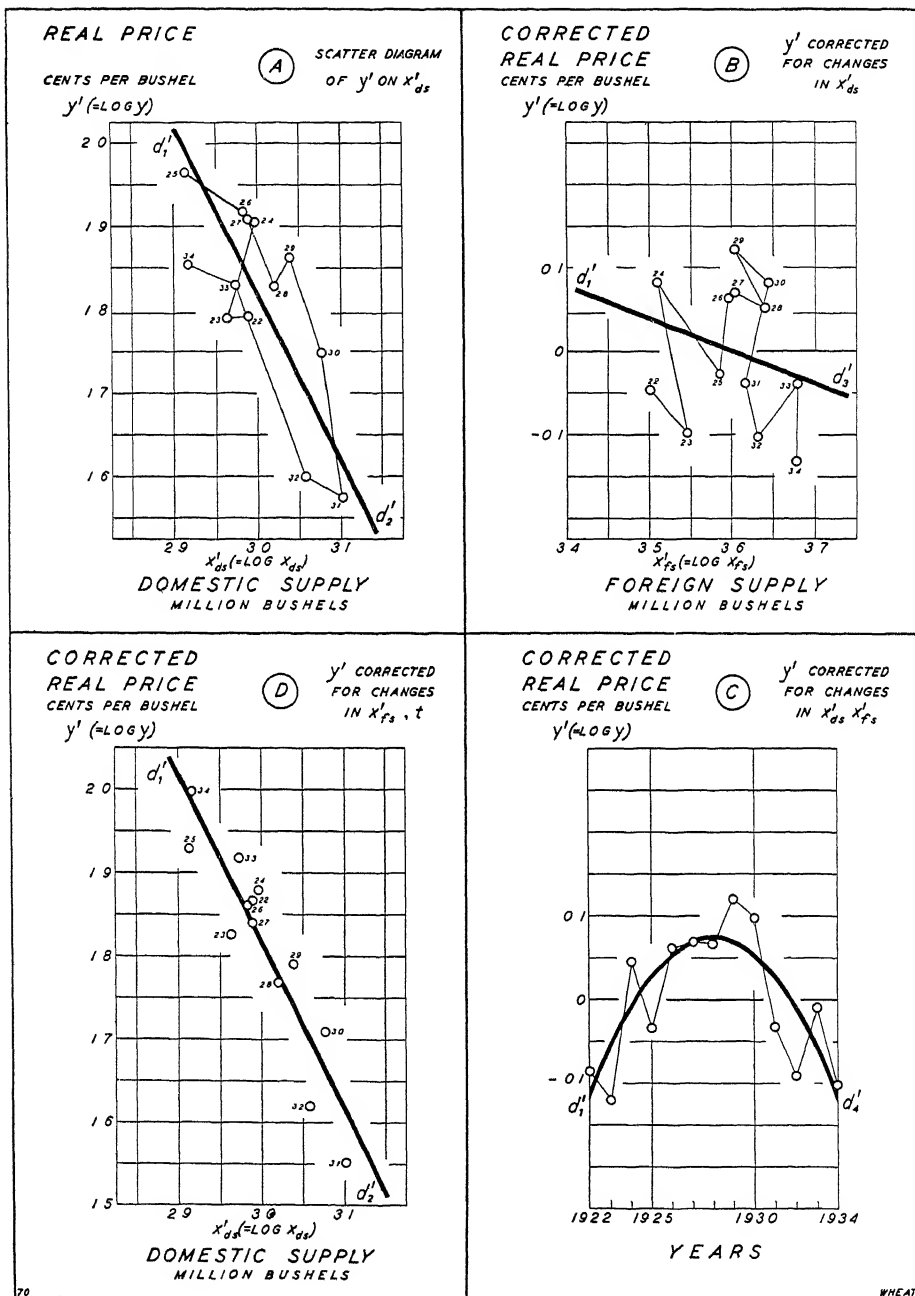 REAL PRICE
A
SCATTER DIAGRAM
OF y' ON x'ds
CENTS PER BUSHEL
y' (=LOG y)
2 0
1 9
1 8
1 7
1 6
d'1
25
26
27
24
29
34
28
33
23
22
30
32
31
d'2
2 9
3 0
3 1
x'ds (=LOG xds)
DOMESTIC SUPPLY
MILLION BUSHELS
CORRECTED
REAL PRICE
CENTS PER BUSHEL
y' (=LOG y)
B
y' CORRECTED
FOR CHANGES
IN x'ds
0 1
0
-0 1
d'1
29
24
30
27
26
28
25
31
33
22
23
32
34
d'3
3 4
3 5
3 6
3 7
x'fs (=LOG xfs)
FOREIGN SUPPLY
MILLION BUSHELS
CORRECTED
REAL PRICE
CENTS PER BUSHEL
y' (=LOG y)
D
y' CORRECTED
FOR CHANGES
IN x'fs , t
2 0
1 9
1 8
1 7
1 6
1 5
d'1
34
25
33
24
22
26
23
27
29
28
30
32
31
d'2
2 9
3 0
3 1
x'ds (=LOG xds)
DOMESTIC SUPPLY
MILLION BUSHELS
CORRECTED
REAL PRICE
CENTS PER BUSHEL
y' (=LOG y)
C
y' CORRECTED
FOR CHANGES
IN x'ds x'fs
0 1
0
-0 1
d'1
d'4
1922
1925
1930
1934
YEARS
70
WHEAT